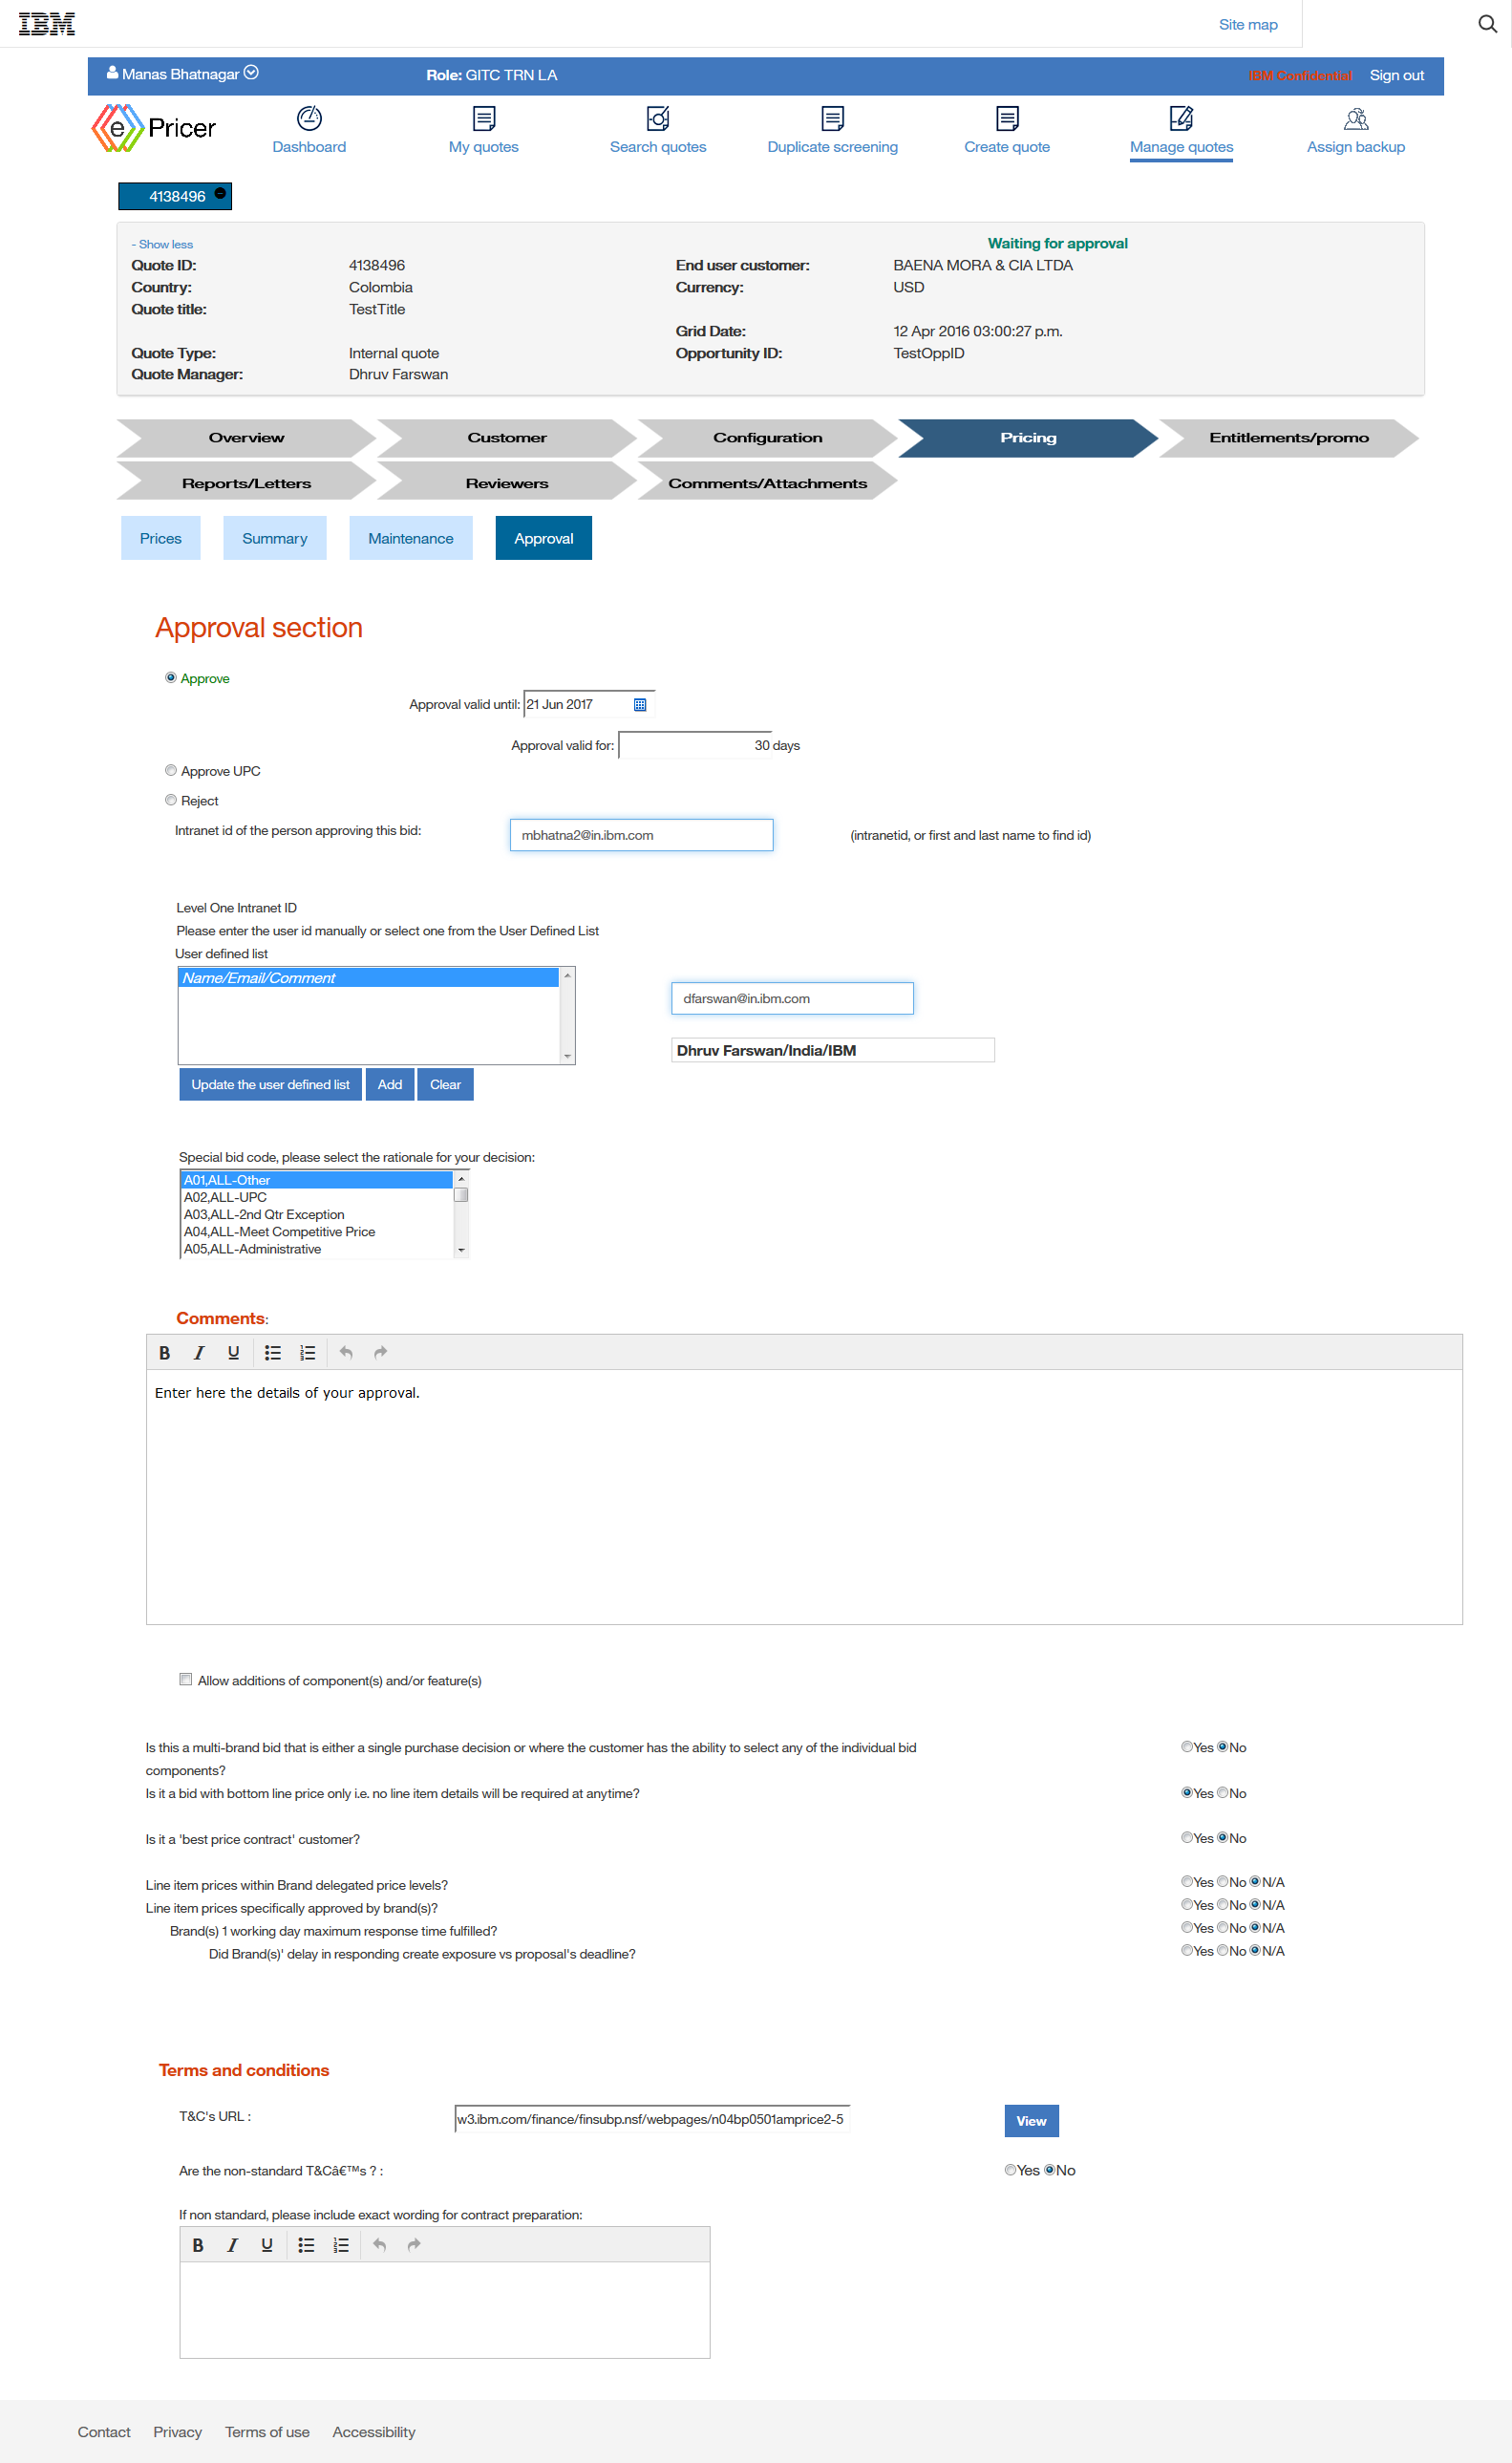 IBM
Site map
Manas Bhatnagar
Role: GITC TRN LA
IBM Confidential
Sign out
e Pricer
Dashboard
My quotes
Search quotes
Duplicate screening
Create quote
Manage quotes
Assign backup
4138496
- Show less
Waiting for approval
Quote ID: 4138496 End user customer: BAENA MORA & CIA LTDA
Country: Colombia Currency: USD
Quote title: TestTitle
Grid Date: 12 Apr 2016 03:00:27 p.m.
Quote Type: Internal quote Opportunity ID: TestOppID
Quote Manager: Dhruv Farswan
Overview
Customer
Configuration
Pricing
Entitlements/promo
Reports/Letters
Reviewers
Comments/Attachments
Prices
Summary
Maintenance
Approval
Approval section
Approve
Approval valid until: 21 Jun 2017
Approval valid for: 30 days
Approve UPC
Reject
Intranet id of the person approving this bid: mbhatna2@in.ibm.com (intranetid, or first and last name to find id)
Level One Intranet ID
Please enter the user id manually or select one from the User Defined List
User defined list
Name/Email/Comment
dfarswan@in.ibm.com
Dhruv Farswan/India/IBM
Update the user defined list
Add
Clear
Special bid code, please select the rationale for your decision:
A01,ALL-Other
A02,ALL-UPC
A03,ALL-2nd Qtr Exception
A04,ALL-Meet Competitive Price
A05,ALL-Administrative
Comments:
B I U
Enter here the details of your approval.
Allow additions of component(s) and/or feature(s)
Is this a multi-brand bid that is either a single purchase decision or where the customer has the ability to select any of the individual bid Yes No
components?
Is it a bid with bottom line price only i.e. no line item details will be required at anytime? Yes No
Is it a 'best price contract' customer? Yes No
Line item prices within Brand delegated price levels? Yes No N/A
Line item prices specifically approved by brand(s)? Yes No N/A
Brand(s) 1 working day maximum response time fulfilled? Yes No N/A
Did Brand(s)' delay in responding create exposure vs proposal's deadline? Yes No N/A
Terms and conditions
T&C's URL : w3.ibm.com/finance/finsubp.nsf/webpages/n04bp0501amprice2-5 View
Are the non-standard T&Câ€™s ? : Yes No
If non standard, please include exact wording for contract preparation:
B I U
Contact
Privacy
Terms of use
Accessibility